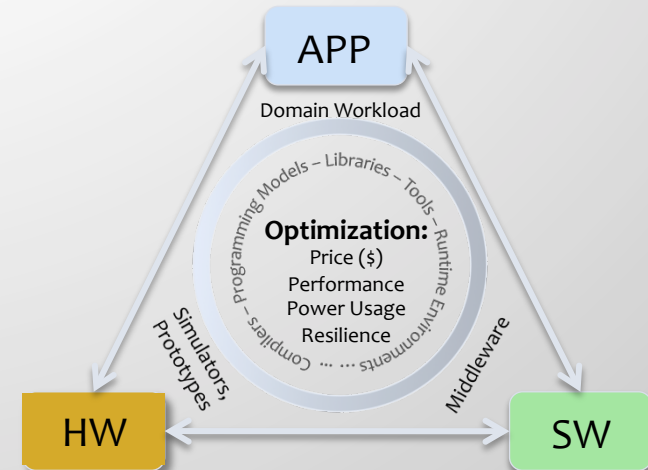 APP
Domain Workload
Compilers – Programming Models – Libraries – Tools – Runtime Environments ... ...
Optimization:
Price ($)
Performance
Power Usage
Resilience
Simulators,
Prototypes
Middleware
HW
SW